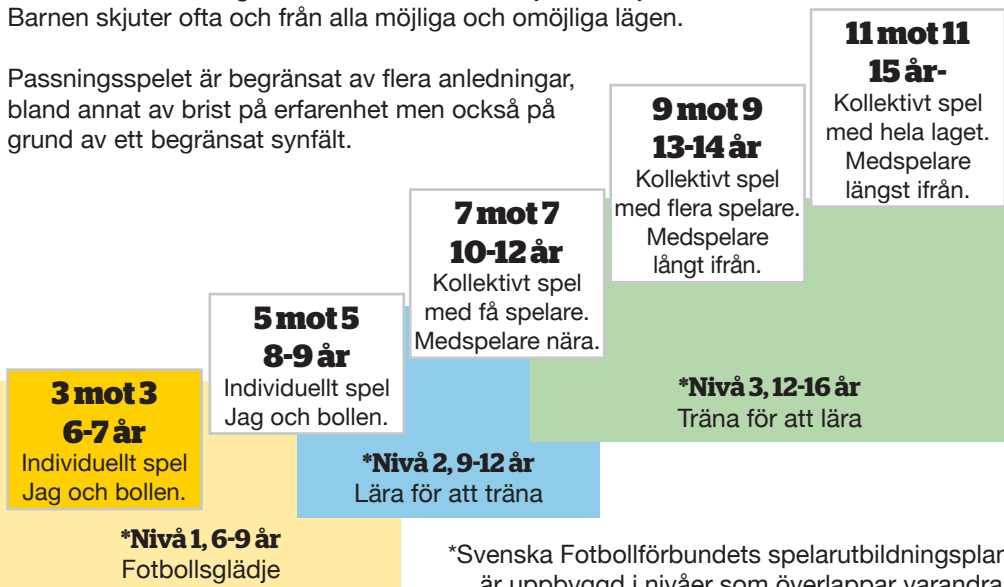 Barnen skjuter ofta och från alla möjliga och omöjliga lägen.
Passningsspelet är begränsat av flera anledningar,
bland annat av brist på erfarenhet men också på
grund av ett begränsat synfält.
11 mot 11
15 år-
Kollektivt spel
med hela laget.
Medspelare
längst ifrån.
9 mot 9
13-14 år
Kollektivt spel
med flera spelare.
Medspelare
långt ifrån.
7 mot 7
10-12 år
Kollektivt spel
med få spelare.
Medspelare nära.
5 mot 5
8-9 år
Individuellt spel
Jag och bollen.
3 mot 3
6-7 år
Individuellt spel
Jag och bollen.
*Nivå 3, 12-16 år
Träna för att lära
*Nivå 2, 9-12 år
Lära för att träna
*Nivå 1, 6-9 år
Fotbollsglädje
*Svenska Fotbollförbundets spelarutbildningsplan
är uppbyggd i nivåer som överlappar varandra